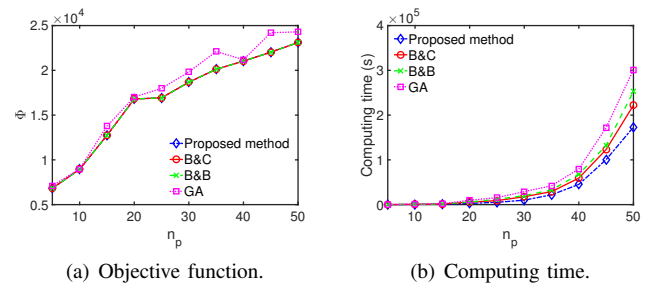 ×10⁴
2.5
2
1.5
1
0.5
Φ
10 20 30 40 50
n_p
Proposed method
B&C
B&B
GA
(a) Objective function.
×10⁵
4
3
2
1
0
Computing time (s)
10 20 30 40 50
n_p
Proposed method
B&C
B&B
GA
(b) Computing time.